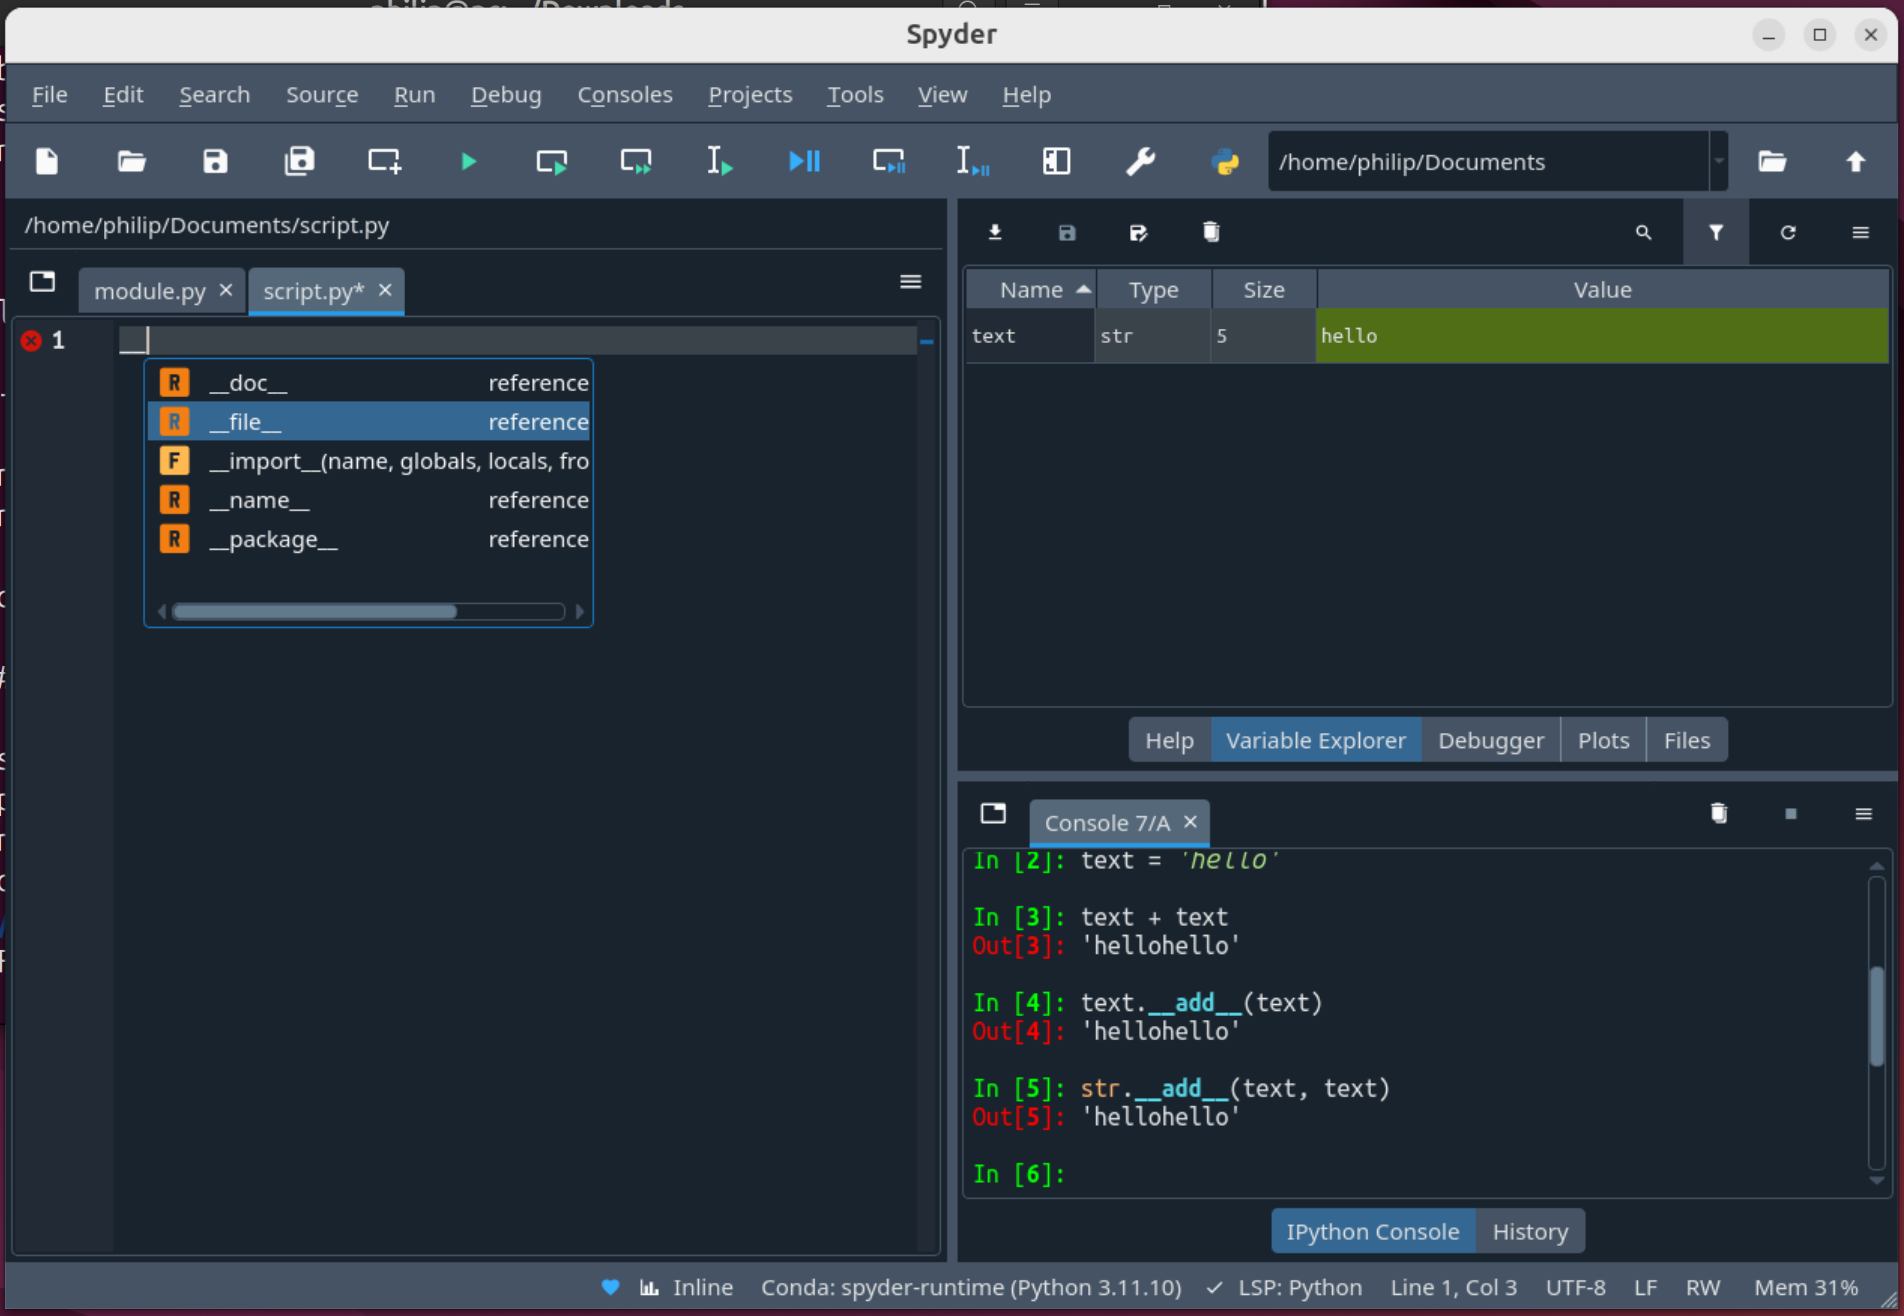 Spyder
File Edit Search Source Run Debug Consoles Projects Tools View Help
/home/philip/Documents
/home/philip/Documents/script.py
module.py
script.py*
1
__
R __doc__ reference
R __file__ reference
F __import__(name, globals, locals, fro
R __name__ reference
R __package__ reference
Name Type Size Value
text str 5 hello
Help Variable Explorer Debugger Plots Files
Console 7/A
In [2]: text = 'hello'
In [3]: text + text
Out[3]: 'hellohello'
In [4]: text.__add__(text)
Out[4]: 'hellohello'
In [5]: str.__add__(text, text)
Out[5]: 'hellohello'
In [6]:
IPython Console History
Inline Conda: spyder-runtime (Python 3.11.10) ✓ LSP: Python Line 1, Col 3 UTF-8 LF RW Mem 31%